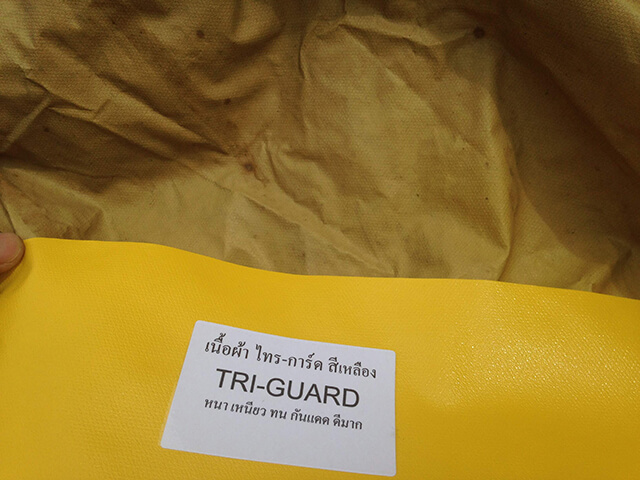 เนื้อผ้า ไทร-การ์ด สีเหลือง
TRI-GUARD
หนา เหนียว ทน กันแดด ดีมาก